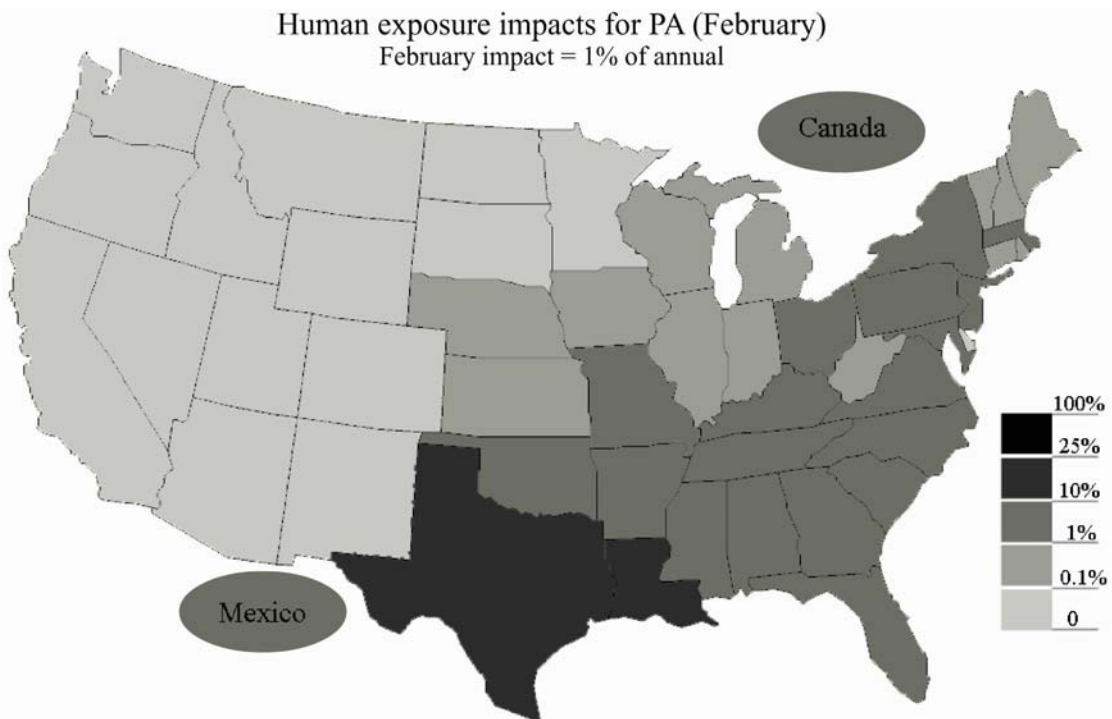 Human exposure impacts for PA (February)
February impact = 1% of annual
Canada
100%
25%
10%
1%
0.1%
0
Mexico